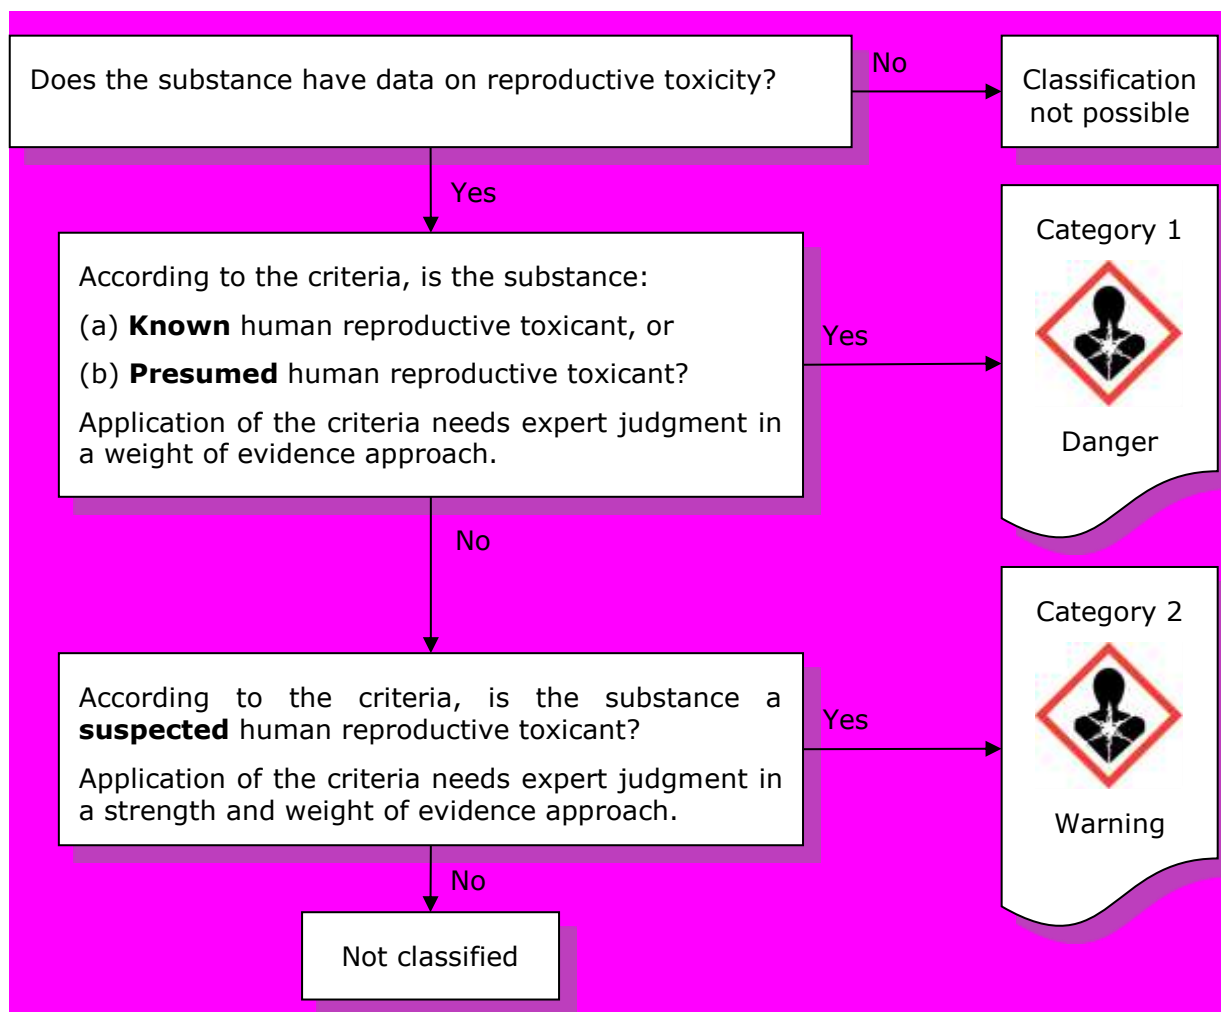 Does the substance have data on reproductive toxicity?
No
Classification
not possible
Yes
According to the criteria, is the substance:
(a) Known human reproductive toxicant, or
(b) Presumed human reproductive toxicant?
Application of the criteria needs expert judgment in
a weight of evidence approach.
Yes
Category 1
Danger
No
According to the criteria, is the substance a
suspected human reproductive toxicant?
Application of the criteria needs expert judgment in
a strength and weight of evidence approach.
Yes
Category 2
Warning
No
Not classified